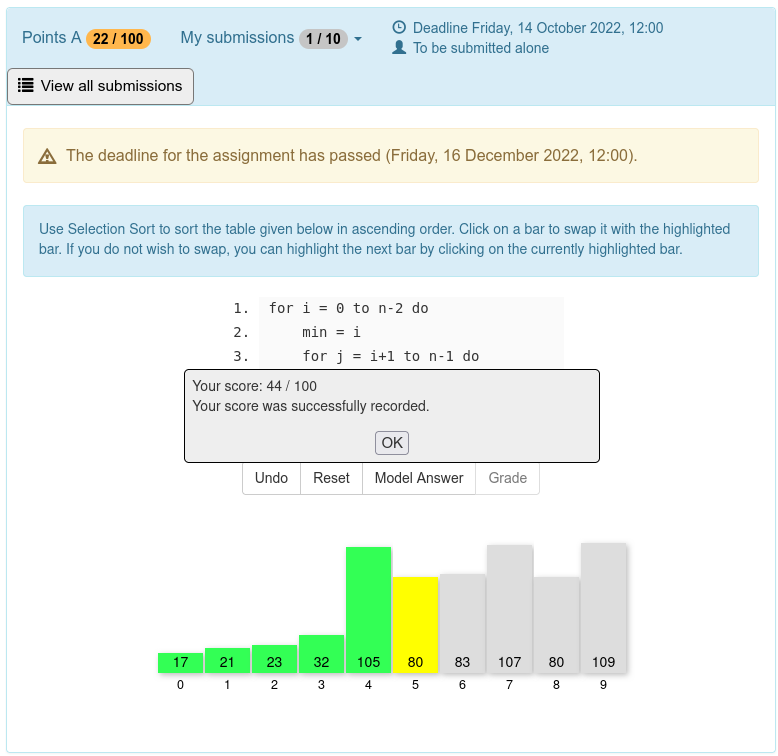 Points A 22 / 100
My submissions 1 / 10
Deadline Friday, 14 October 2022, 12:00
To be submitted alone
View all submissions
The deadline for the assignment has passed (Friday, 16 December 2022, 12:00).
Use Selection Sort to sort the table given below in ascending order. Click on a bar to swap it with the highlighted
bar. If you do not wish to swap, you can highlight the next bar by clicking on the currently highlighted bar.
1. for i = 0 to n-2 do
2. min = i
3. for j = i+1 to n-1 do
Your score: 44 / 100
Your score was successfully recorded.
OK
Undo Reset Model Answer Grade
17 21 23 32 105 80 83 107 80 109
0 1 2 3 4 5 6 7 8 9